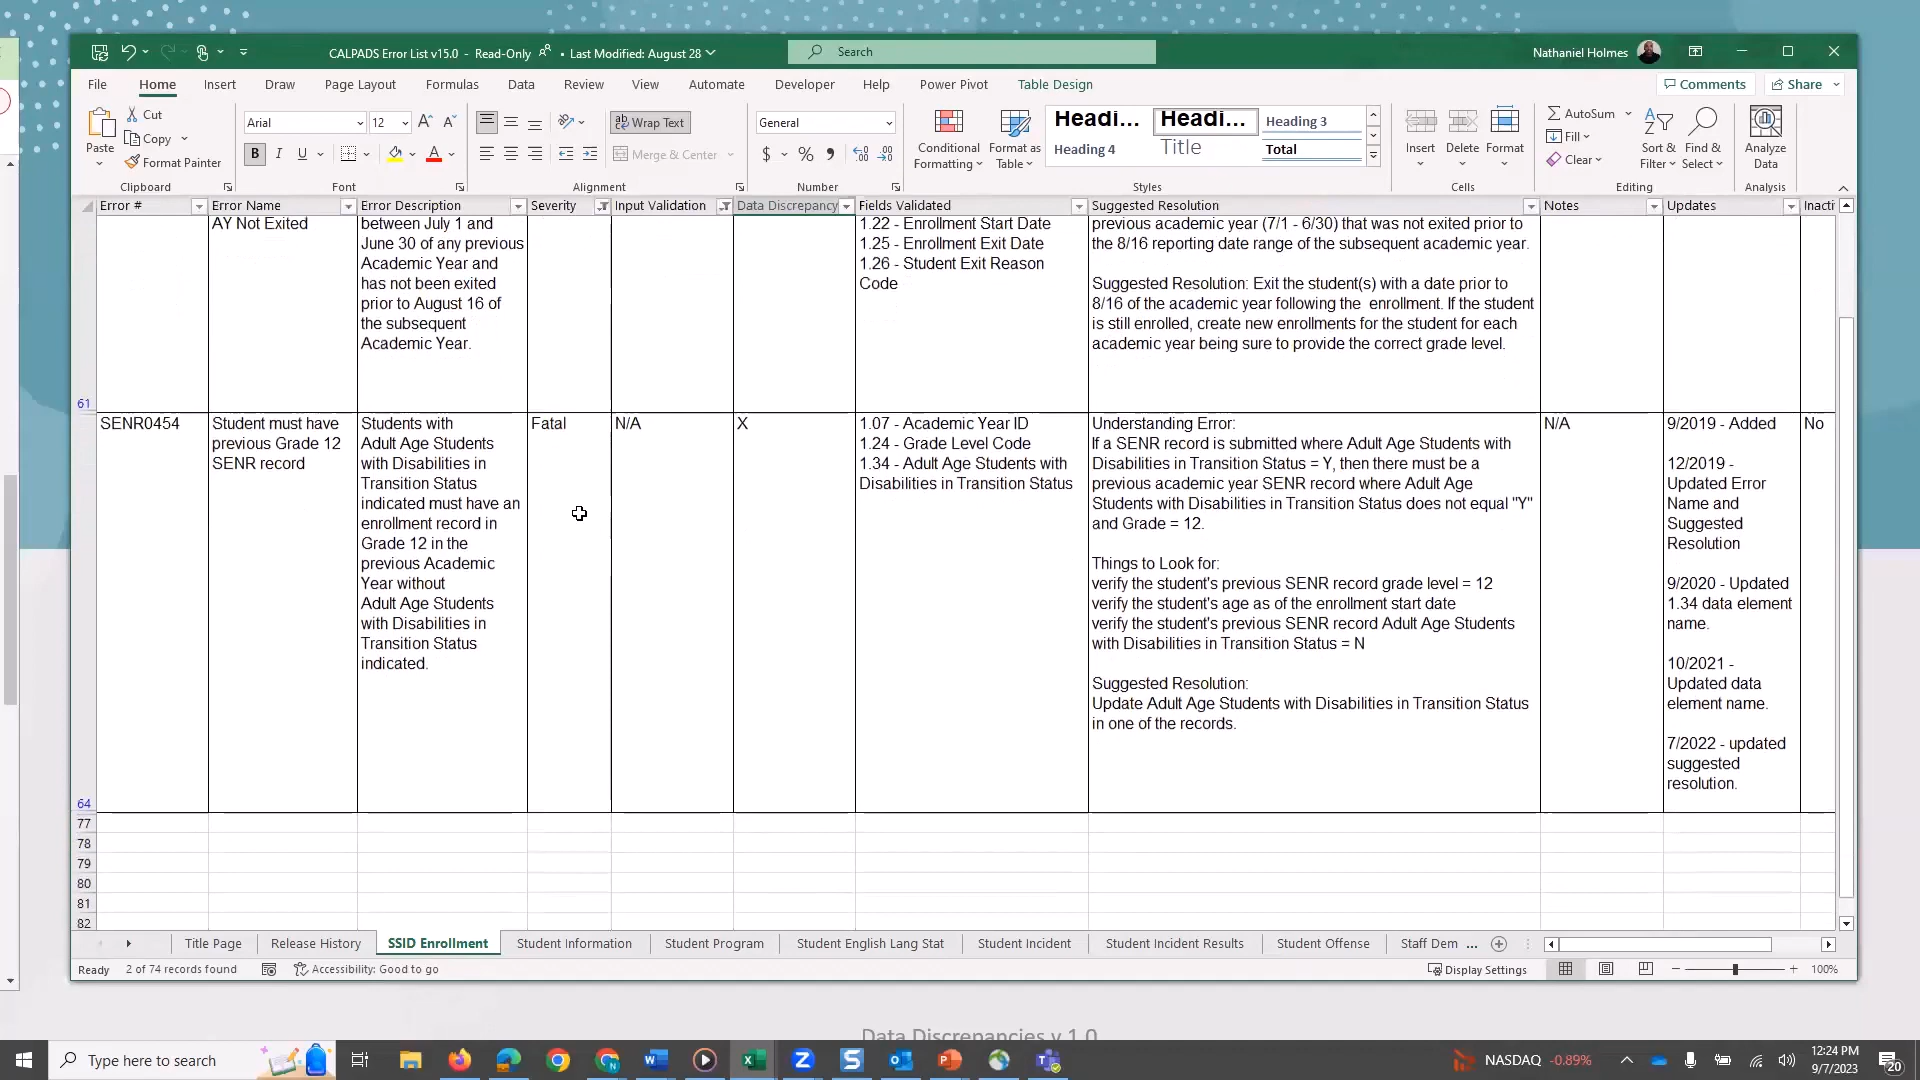 CALPADS Error List v15.0 - Read-Only • Last Modified: August 28
Search
Nathaniel Holmes
File Home Insert Draw Page Layout Formulas Data Review View Automate Developer Help Power Pivot Table Design
Comments Share
Paste
Cut
Copy
Format Painter
Clipboard
Arial 12
B I U
Font
Wrap Text
Merge & Center
Alignment
General
$ % 9
Number
Conditional Formatting
Format as Table
Headi... Headi... Heading 3
Heading 4 Title Total
Styles
Insert Delete Format
Cells
AutoSum
Fill
Clear
Sort & Filter
Find & Select
Editing
Analyze Data
Analysis
Error # Error Name Error Description Severity Input Validation Data Discrepancy Fields Validated Suggested Resolution Notes Updates Inacti
61
AY Not Exited
between July 1 and
June 30 of any previous
Academic Year and
has not been exited
prior to August 16 of
the subsequent
Academic Year.
1.22 - Enrollment Start Date
1.25 - Enrollment Exit Date
1.26 - Student Exit Reason
Code
previous academic year (7/1 - 6/30) that was not exited prior to
the 8/16 reporting date range of the subsequent academic year.
Suggested Resolution: Exit the student(s) with a date prior to
8/16 of the academic year following the enrollment. If the student
is still enrolled, create new enrollments for the student for each
academic year being sure to provide the correct grade level.
64
SENR0454
Student must have
previous Grade 12
SENR record
Students with
Adult Age Students
with Disabilities in
Transition Status
indicated must have an
enrollment record in
Grade 12 in the
previous Academic
Year without
Adult Age Students
with Disabilities in
Transition Status
indicated.
Fatal
N/A
X
1.07 - Academic Year ID
1.24 - Grade Level Code
1.34 - Adult Age Students with
Disabilities in Transition Status
Understanding Error:
If a SENR record is submitted where Adult Age Students with
Disabilities in Transition Status = Y, then there must be a
previous academic year SENR record where Adult Age
Students with Disabilities in Transition Status does not equal "Y"
and Grade = 12.
Things to Look for:
verify the student's previous SENR record grade level = 12
verify the student's age as of the enrollment start date
verify the student's previous SENR record Adult Age Students
with Disabilities in Transition Status = N
Suggested Resolution:
Update Adult Age Students with Disabilities in Transition Status
in one of the records.
N/A
9/2019 - Added
12/2019 -
Updated Error
Name and
Suggested
Resolution
9/2020 - Updated
1.34 data element
name.
10/2021 -
Updated data
element name.
7/2022 - updated
suggested
resolution.
No
77
78
79
80
81
82
Title Page Release History SSID Enrollment Student Information Student Program Student English Lang Stat Student Incident Student Incident Results Student Offense Staff Dem ...
Ready 2 of 74 records found Accessibility: Good to go
Display Settings 100%
Data Discrepancies v 1.0
Type here to search
NASDAQ -0.89%
12:24 PM
9/7/2023
20